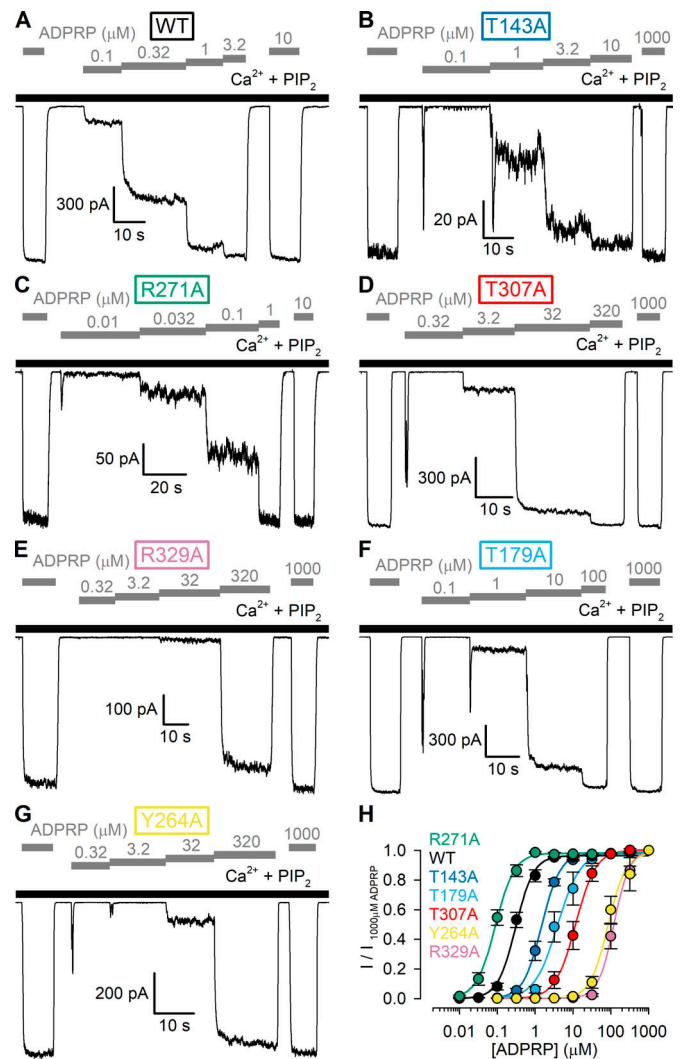 A
WT
ADPRP (μM)
0.1
0.32
1
3.2
10
Ca²⁺ + PIP₂
300 pA
10 s
B
T143A
ADPRP (μM)
0.1
1
3.2
10
1000
Ca²⁺ + PIP₂
20 pA
10 s
C
R271A
ADPRP (μM)
0.01
0.032
0.1
1
10
Ca²⁺ + PIP₂
50 pA
20 s
D
T307A
ADPRP (μM)
0.32
3.2
32
320
1000
Ca²⁺ + PIP₂
300 pA
10 s
E
R329A
ADPRP (μM)
0.32
3.2
32
320
1000
Ca²⁺ + PIP₂
100 pA
10 s
F
T179A
ADPRP (μM)
0.1
1
10
100
1000
Ca²⁺ + PIP₂
300 pA
10 s
G
Y264A
ADPRP (μM)
0.32
3.2
32
320
1000
Ca²⁺ + PIP₂
200 pA
10 s
H
R271A
WT
T143A
T179A
T307A
Y264A
R329A
I / I 1000μM ADPRP
1.0
0.8
0.6
0.4
0.2
0.0
0.01 0.1 1 10 100 1000
[ADPRP] (μM)